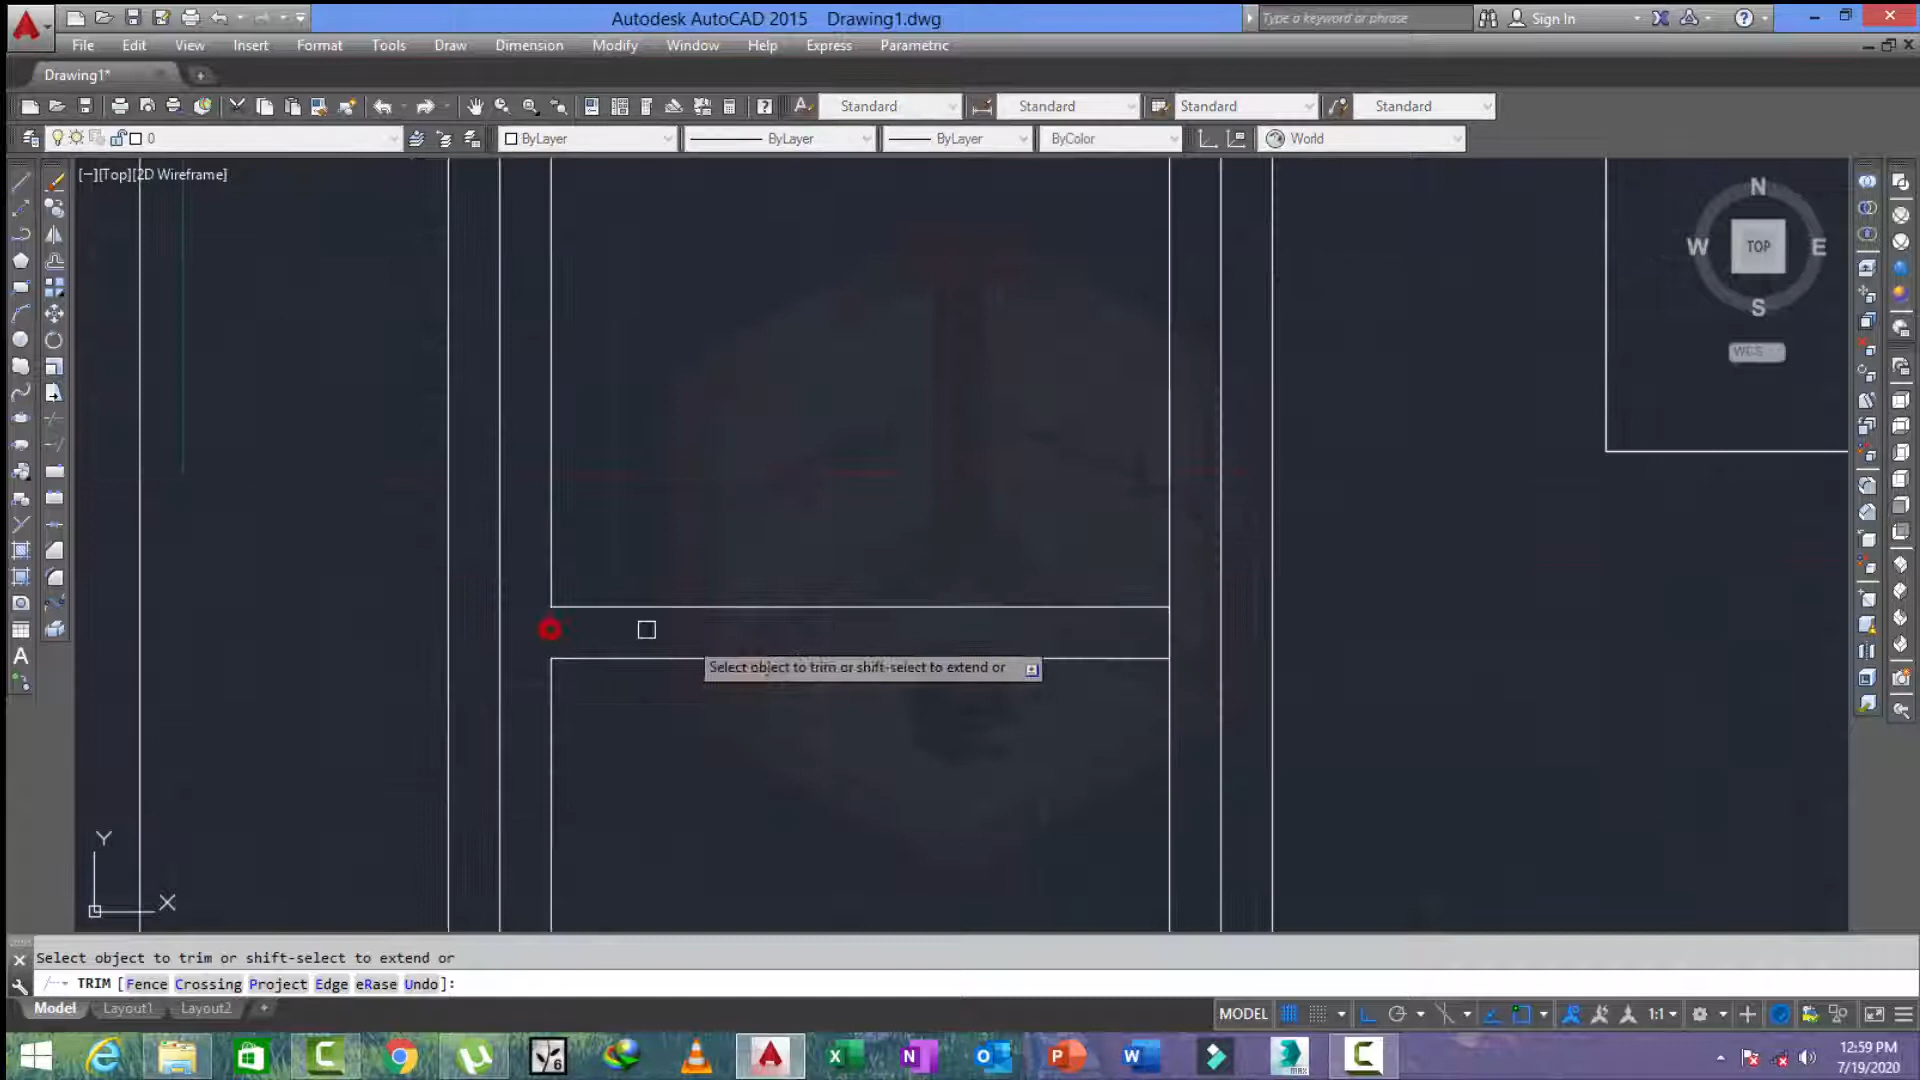 Autodesk AutoCAD 2015 Drawing1.dwg
Type a keyword or phrase
Sign In
File Edit View Insert Format Tools Draw Dimension Modify Window Help Express Parametric
Drawing1*
Standard Standard Standard Standard
0 ByLayer ByLayer ByLayer ByColor World
[−][Top][2D Wireframe]
N
W TOP E
S
WCS
Select object to trim or shift-select to extend or
Y
X
Select object to trim or shift-select to extend or
TRIM [Fence Crossing Project Edge eRase Undo]:
Model Layout1 Layout2 +
MODEL 1:1
12:59 PM
7/19/2020